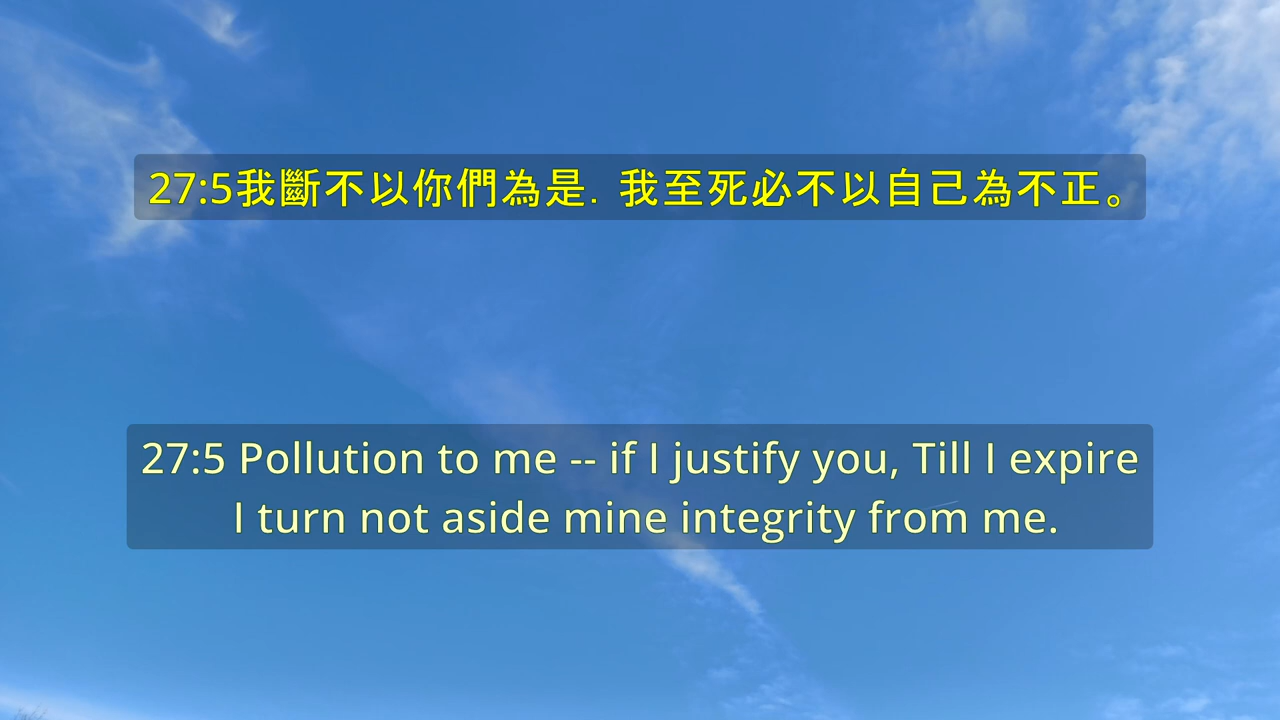 27:5我斷不以你們為是．我至死必不以自己為不正。
27:5 Pollution to me -- if I justify you, Till I expire
I turn not aside mine integrity from me.